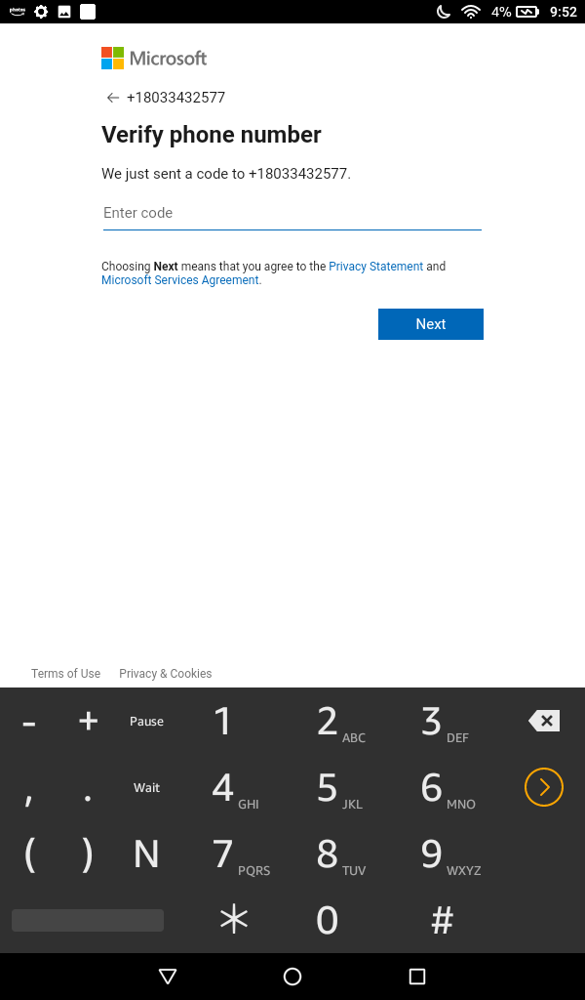 photos 4% 9:52
Microsoft
+18033432577
Verify phone number
We just sent a code to +18033432577.
Enter code
Choosing Next means that you agree to the Privacy Statement and
Microsoft Services Agreement.
Next
Terms of Use Privacy & Cookies
- + Pause 1 2 ABC 3 DEF
, . Wait 4 GHI 5 JKL 6 MNO
( ) N 7 PQRS 8 TUV 9 WXYZ
* 0 #